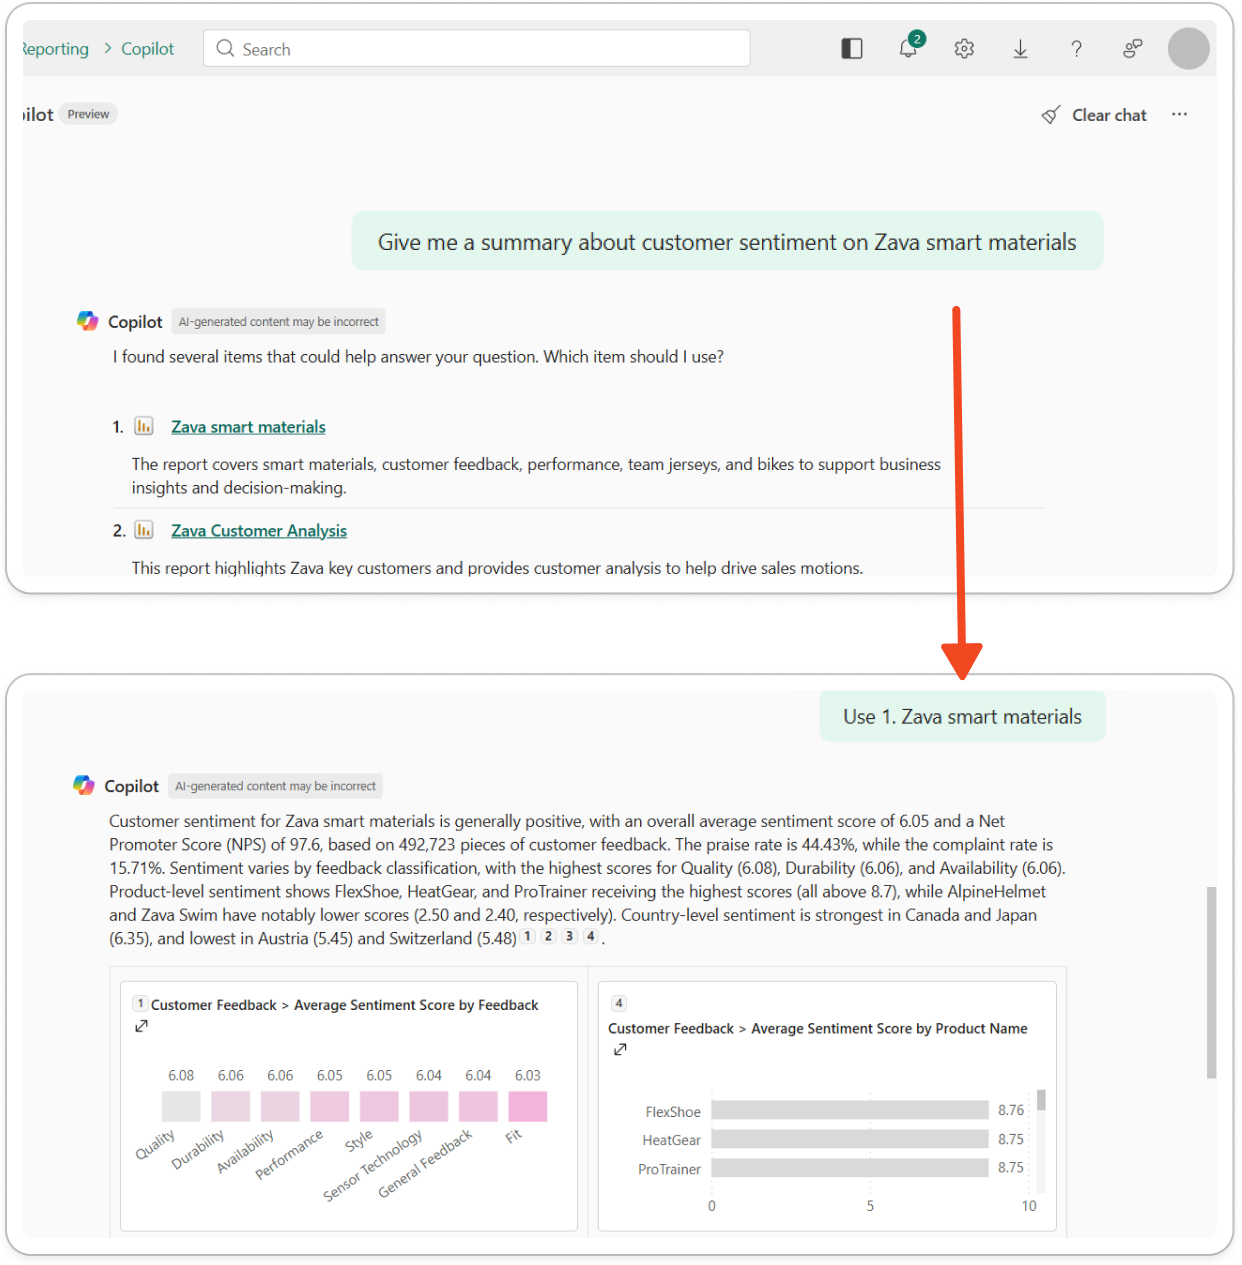 Reporting > Copilot
Search
2
ilot Preview
Clear chat
Give me a summary about customer sentiment on Zava smart materials
Copilot AI-generated content may be incorrect
I found several items that could help answer your question. Which item should I use?
1. Zava smart materials
The report covers smart materials, customer feedback, performance, team jerseys, and bikes to support business
insights and decision-making.
2. Zava Customer Analysis
This report highlights Zava key customers and provides customer analysis to help drive sales motions.
Use 1. Zava smart materials
Copilot AI-generated content may be incorrect
Customer sentiment for Zava smart materials is generally positive, with an overall average sentiment score of 6.05 and a Net
Promoter Score (NPS) of 97.6, based on 492,723 pieces of customer feedback. The praise rate is 44.43%, while the complaint rate is
15.71%. Sentiment varies by feedback classification, with the highest scores for Quality (6.08), Durability (6.06), and Availability (6.06).
Product-level sentiment shows FlexShoe, HeatGear, and ProTrainer receiving the highest scores (all above 8.7), while AlpineHelmet
and Zava Swim have notably lower scores (2.50 and 2.40, respectively). Country-level sentiment is strongest in Canada and Japan
(6.35), and lowest in Austria (5.45) and Switzerland (5.48) 1 2 3 4 .
1 Customer Feedback > Average Sentiment Score by Feedback
6.08 6.06 6.06 6.05 6.05 6.04 6.04 6.03
Quality Durability Availability Performance Style Sensor Technology General Feedback Fit
4
Customer Feedback > Average Sentiment Score by Product Name
FlexShoe 8.76
HeatGear 8.75
ProTrainer 8.75
0 5 10